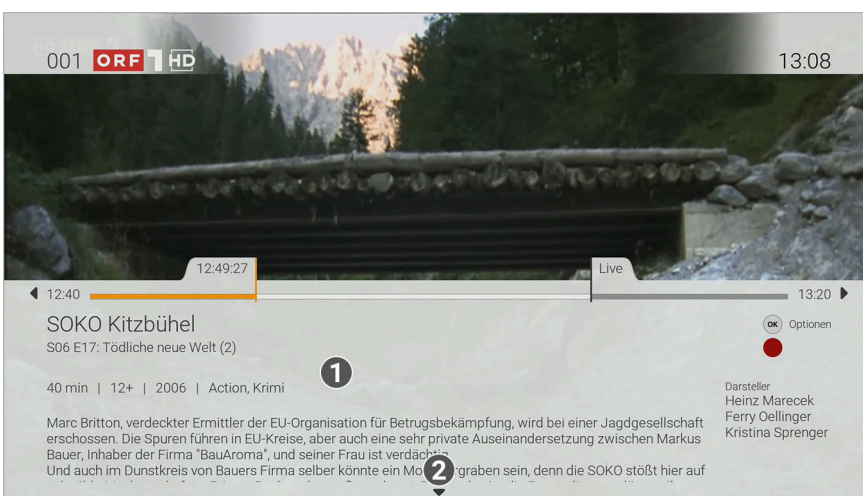 001 ORF 1 HD
13:08
12:49:27
Live
12:40
13:20
SOKO Kitzbühel
OK Optionen
S06 E17: Tödliche neue Welt (2)
1
40 min | 12+ | 2006 | Action, Krimi
Darsteller
Heinz Marecek
Ferry Oellinger
Kristina Sprenger
Marc Britton, verdeckter Ermittler der EU-Organisation für Betrugsbekämpfung, wird bei einer Jagdgesellschaft
erschossen. Die Spuren führen in EU-Kreise, aber auch eine sehr private Auseinandersetzung zwischen Markus
Bauer, Inhaber der Firma "BauAroma", und seiner Frau ist verdächtig.
Und auch im Dunstkreis von Bauers Firma selber könnte ein Mo 2 rgraben sein, denn die SOKO stößt hier auf